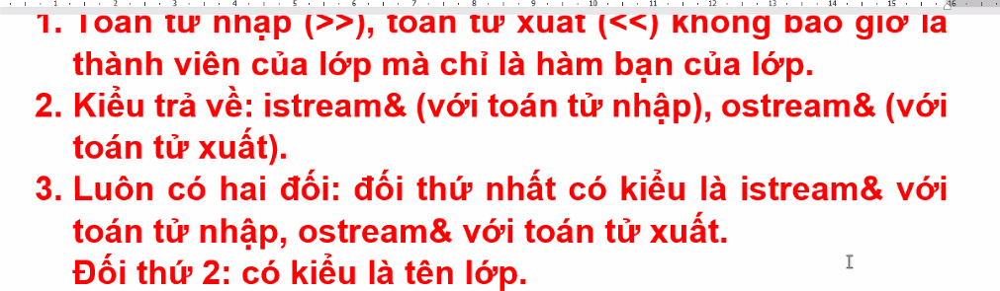 1. Toán tử nhập (>>), toán tử xuất (<<) không bao giờ là
thành viên của lớp mà chỉ là hàm bạn của lớp.
2. Kiểu trả về: istream& (với toán tử nhập), ostream& (với
toán tử xuất).
3. Luôn có hai đối: đối thứ nhất có kiểu là istream& với
toán tử nhập, ostream& với toán tử xuất.
Đối thứ 2: có kiểu là tên lớp.